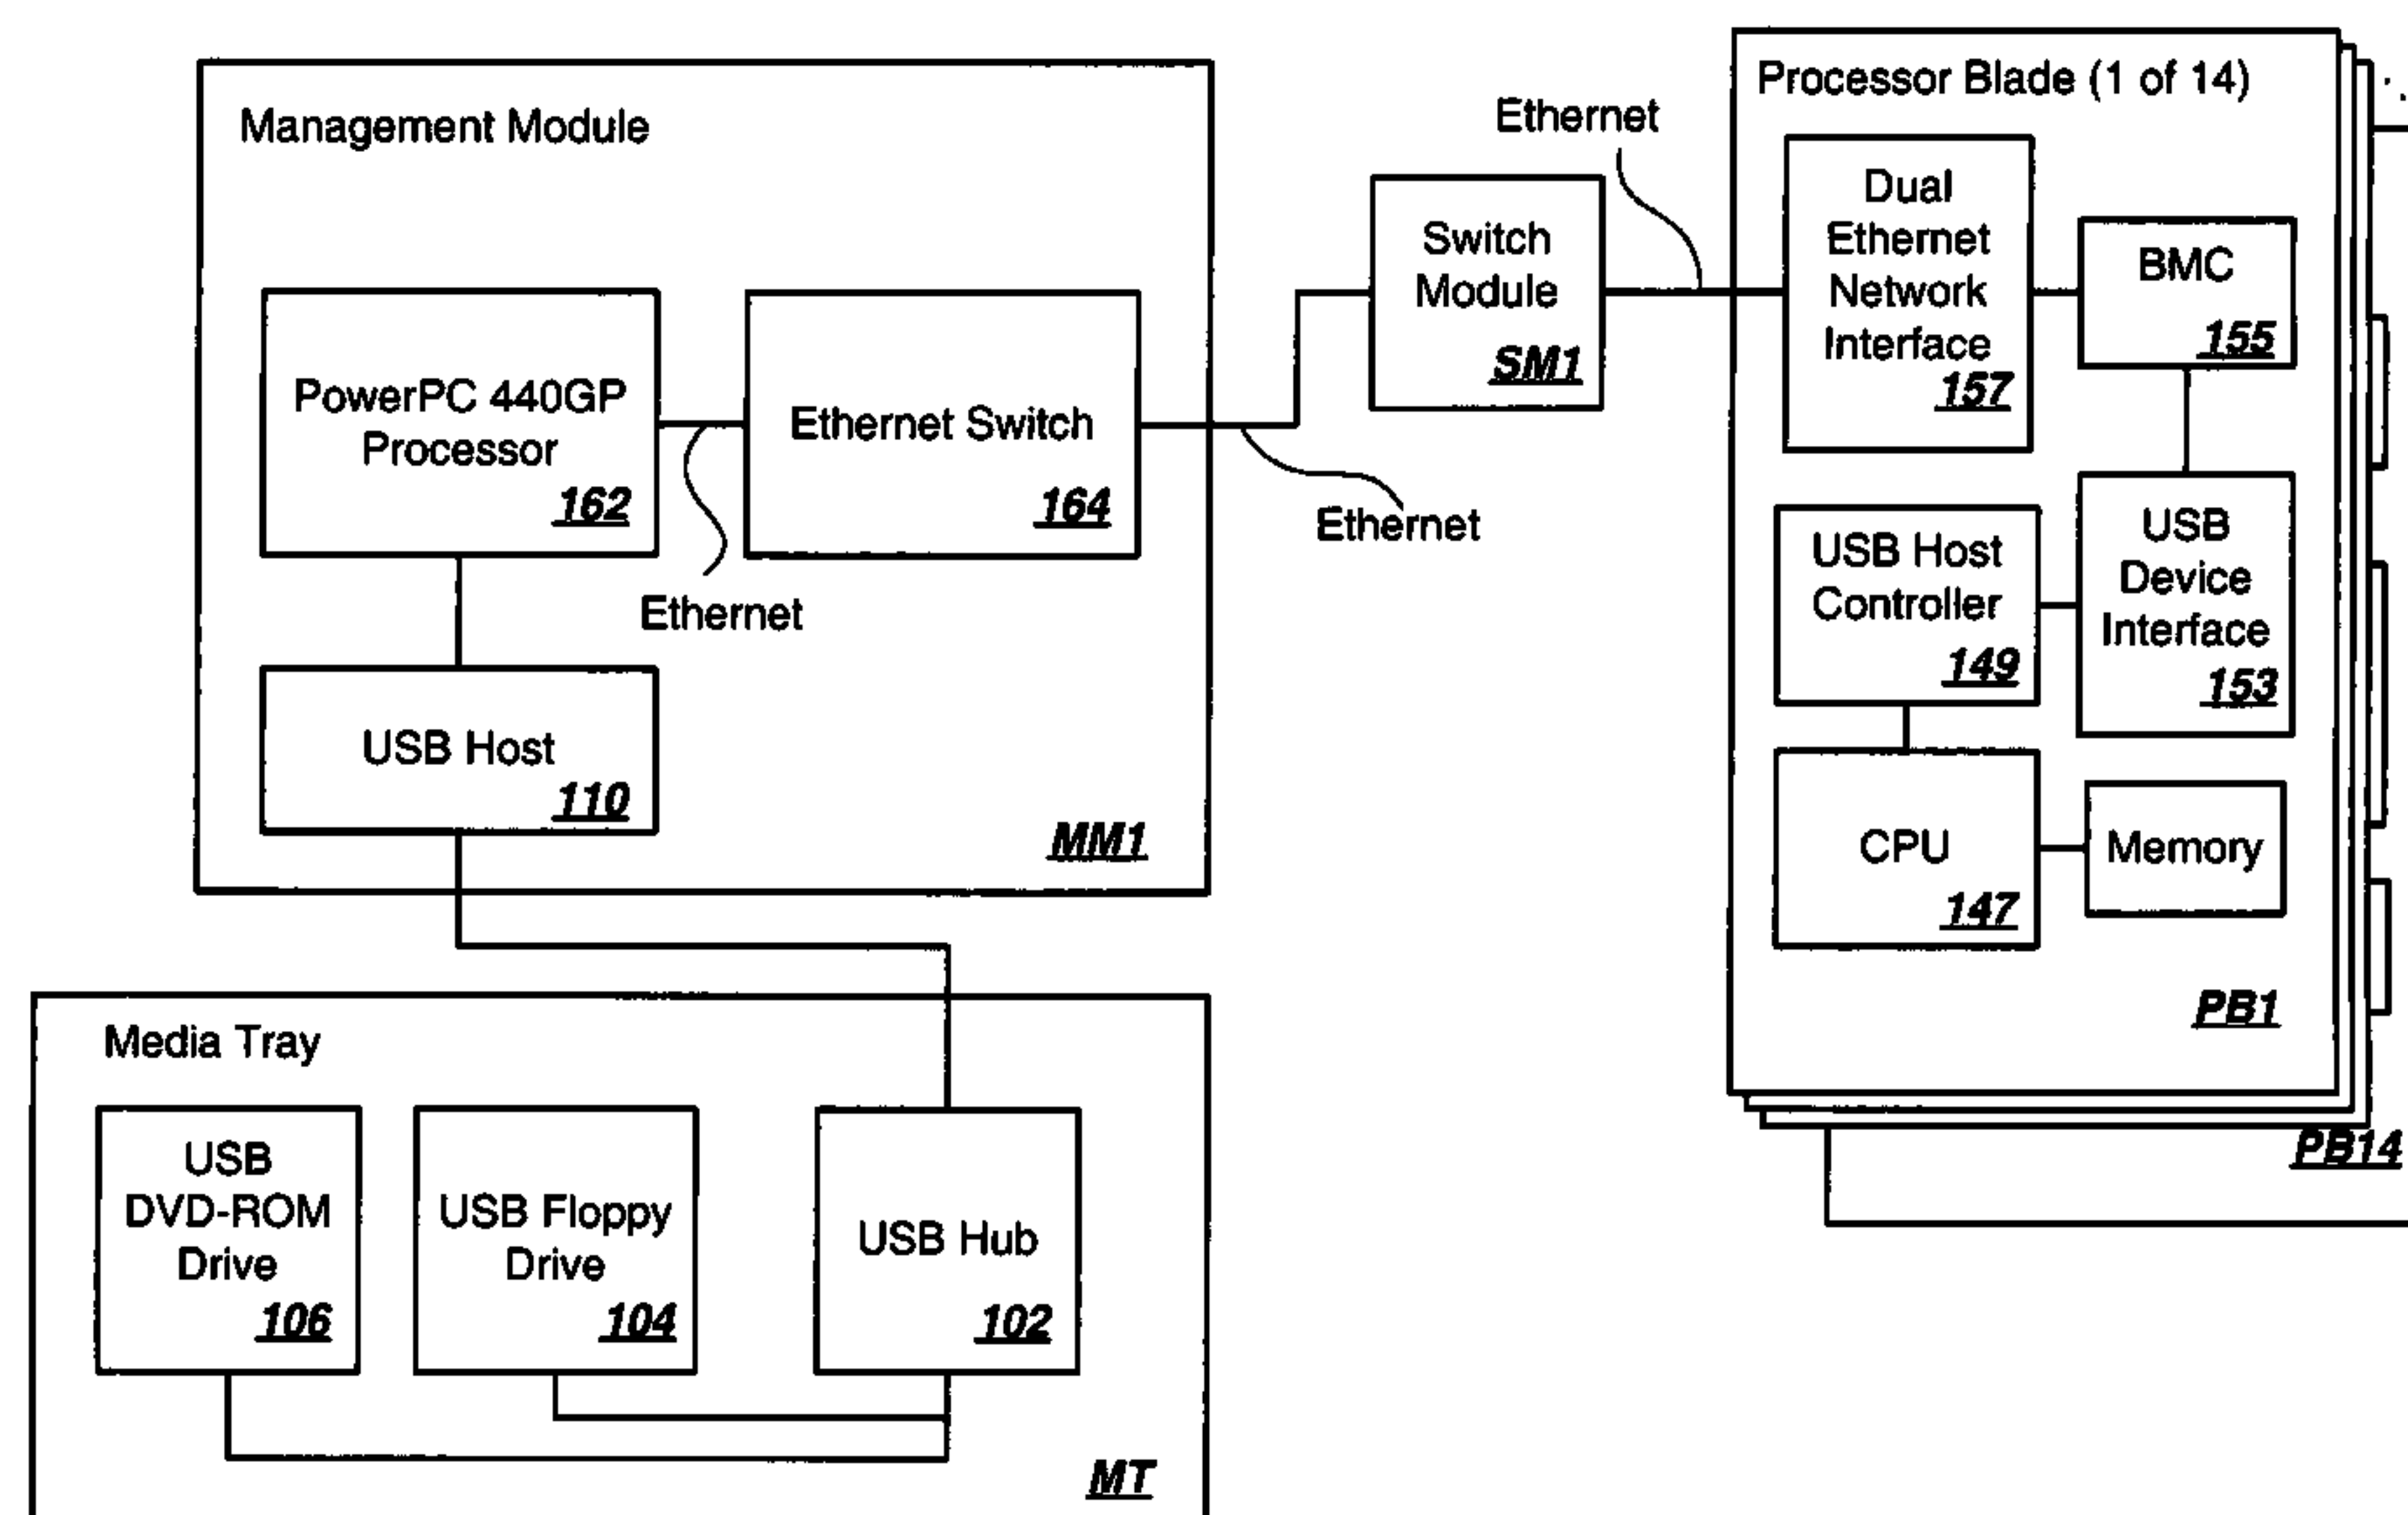 Management Module
PowerPC 440GP
Processor
162
Ethernet Switch
164
Ethernet
USB Host
110
MM1
Ethernet
Switch
Module
SM1
Ethernet
Processor Blade (1 of 14)
Dual
Ethernet
Network
Interface
157
BMC
155
USB Host
Controller
149
USB
Device
Interface
153
CPU
147
Memory
PB1
PB14
Media Tray
USB
DVD-ROM
Drive
106
USB Floppy
Drive
104
USB Hub
102
MT